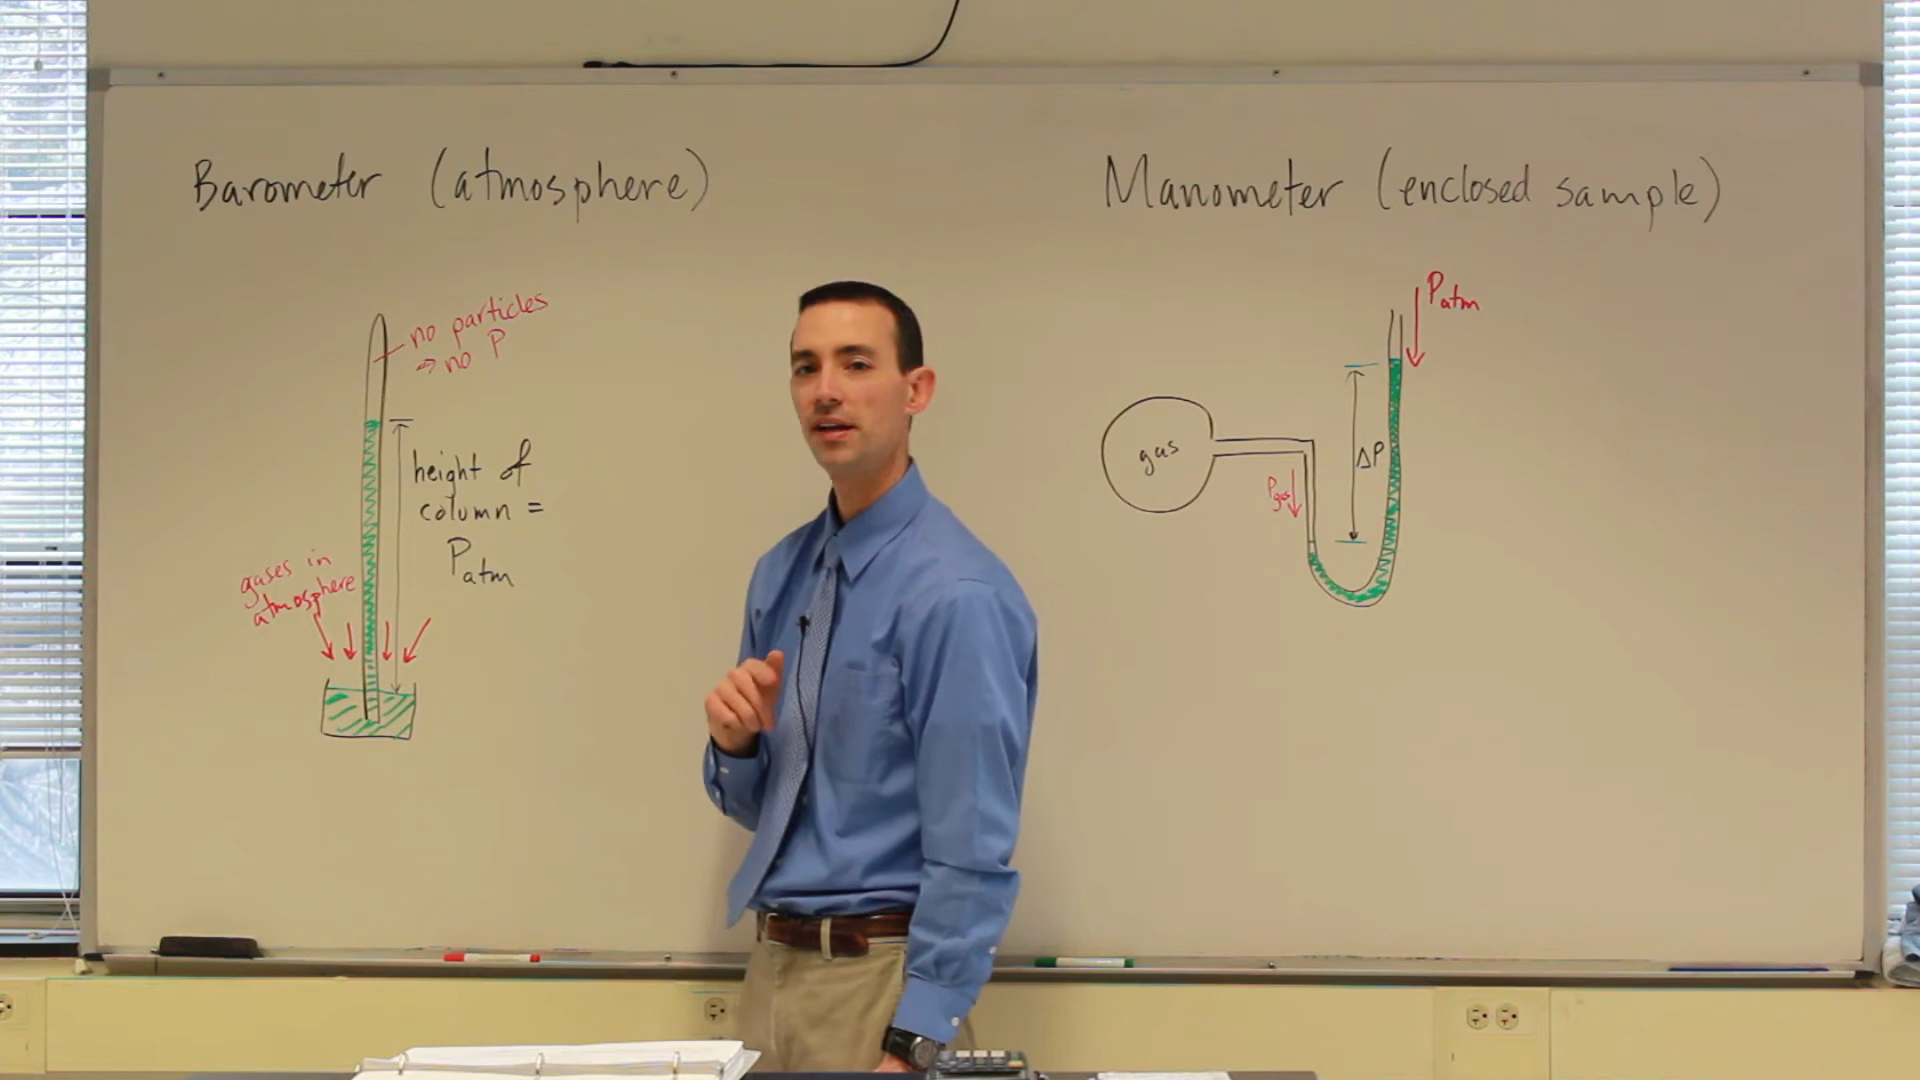 Barometer (atmosphere)
no particles
⇒ no P
height of
column =
Patm
gases in
atmosphere
Manometer (enclosed sample)
Patm
gas
ΔP
Pgas